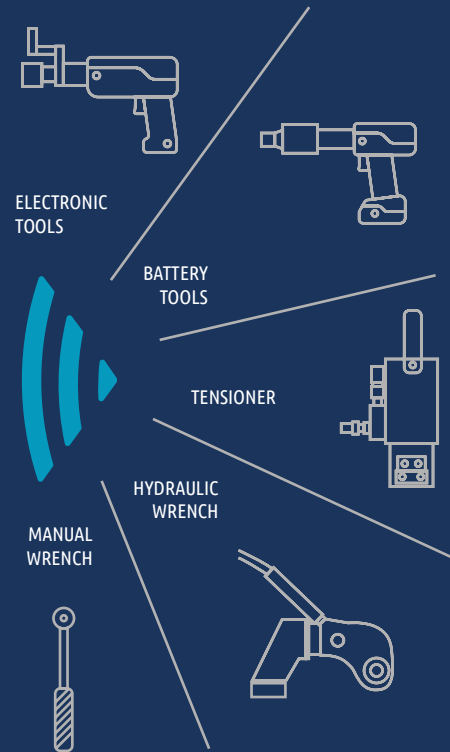 ELECTRONIC
TOOLS
BATTERY
TOOLS
TENSIONER
HYDRAULIC
WRENCH
MANUAL
WRENCH